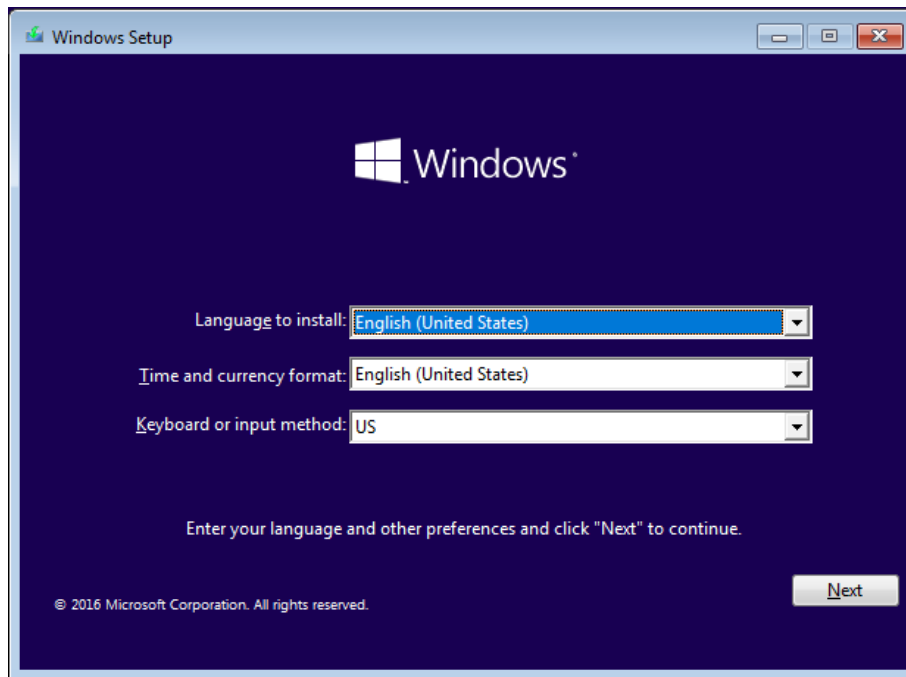 Windows Setup
Windows
Language to install: English (United States)
Time and currency format: English (United States)
Keyboard or input method: US
Enter your language and other preferences and click "Next" to continue.
Next
© 2016 Microsoft Corporation. All rights reserved.